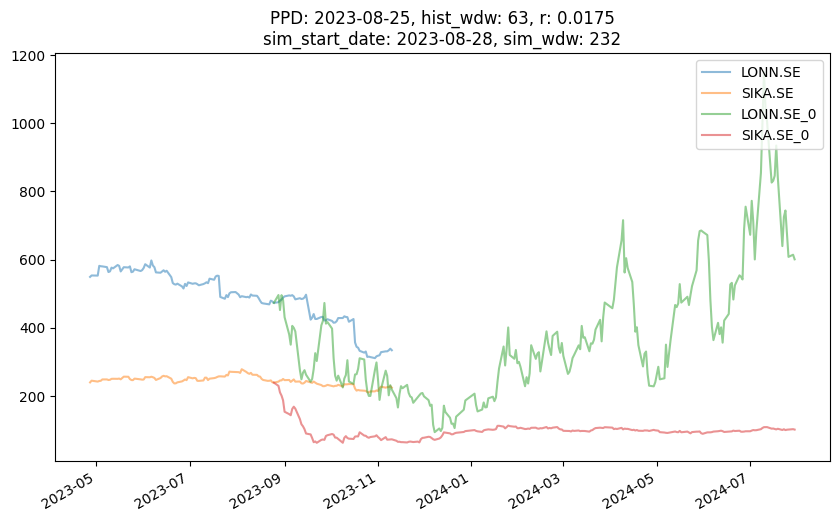 PPD: 2023-08-25, hist_wdw: 63, r: 0.0175
sim_start_date: 2023-08-28, sim_wdw: 232
1200
1000
800
600
400
200
LONN.SE
SIKA.SE
LONN.SE_0
SIKA.SE_0
2023-05
2023-07
2023-09
2023-11
2024-01
2024-03
2024-05
2024-07